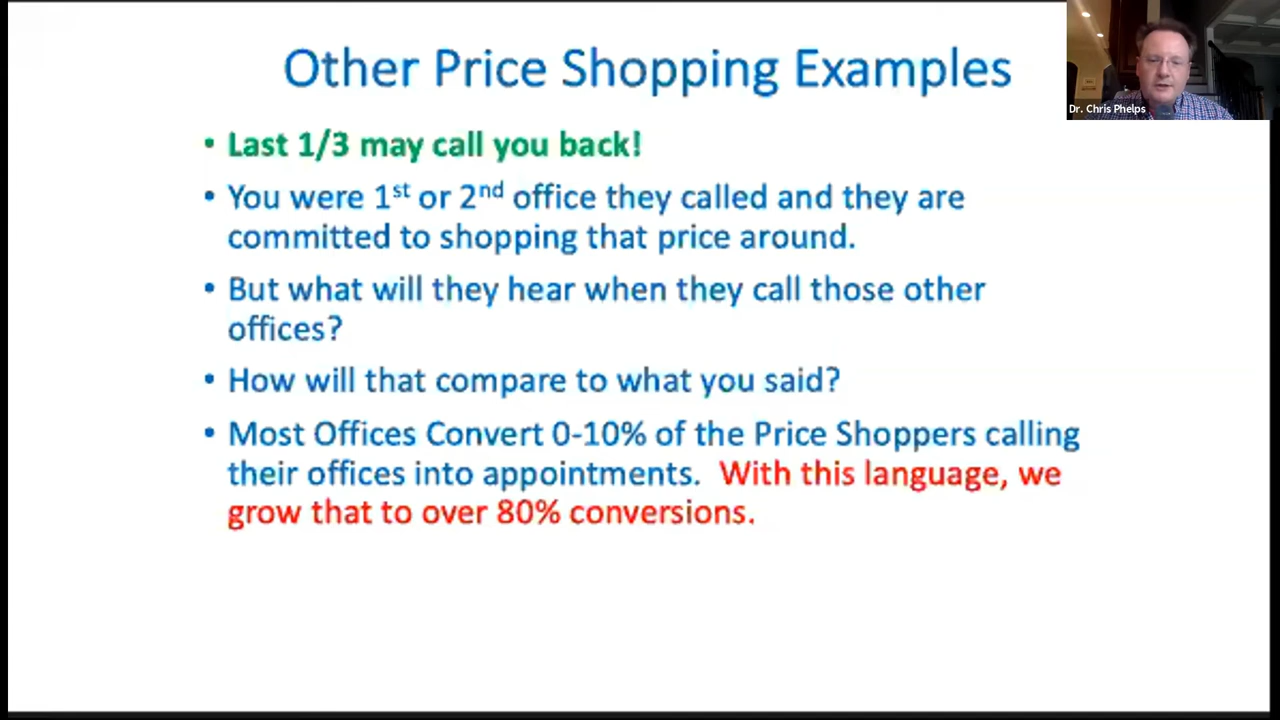 Other Price Shopping Examples
Dr. Chris Phelps
• Last 1/3 may call you back!
• You were 1st or 2nd office they called and they are
committed to shopping that price around.
• But what will they hear when they call those other
offices?
• How will that compare to what you said?
• Most Offices Convert 0-10% of the Price Shoppers calling
their offices into appointments. With this language, we
grow that to over 80% conversions.